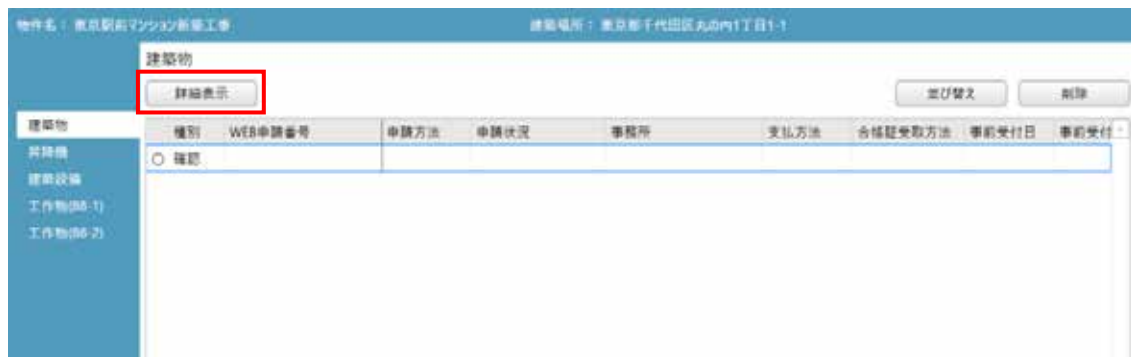 物件名： 東京駅前マンション新築工事 建築場所： 東京都千代田区丸の内1丁目1-1
建築物
詳細表示 並び替え 削除
種別 WEB申請番号 申請方法 申請状況 事務所 支払方法 合格証受取方法 事前受付日 事前受付
確認
建築物
昇降機
建築設備
工作物(88-1)
工作物(88-2)